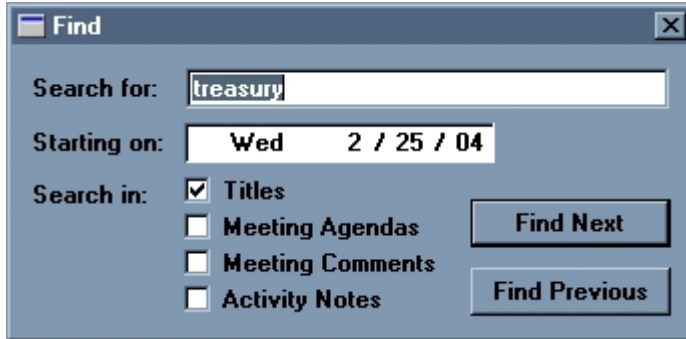 Find
Search for: treasury
Starting on: Wed 2 / 25 / 04
Search in: Titles
Meeting Agendas
Meeting Comments
Activity Notes
Find Next
Find Previous